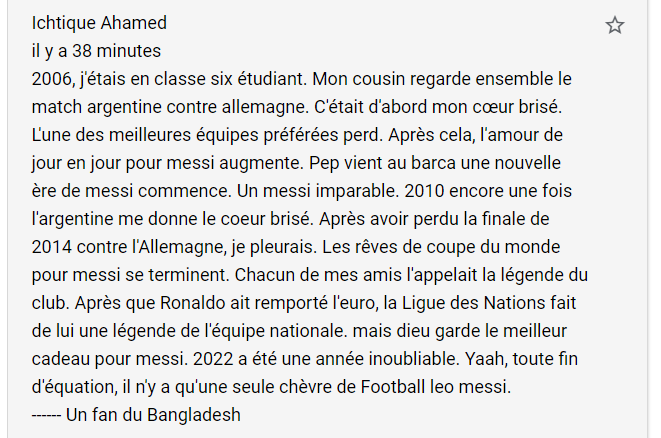 Ichtique Ahamed
il y a 38 minutes
2006, j'étais en classe six étudiant. Mon cousin regarde ensemble le
match argentine contre allemagne. C'était d'abord mon cœur brisé.
L'une des meilleures équipes préférées perd. Après cela, l'amour de
jour en jour pour messi augmente. Pep vient au barca une nouvelle
ère de messi commence. Un messi imparable. 2010 encore une fois
l'argentine me donne le coeur brisé. Après avoir perdu la finale de
2014 contre l'Allemagne, je pleurais. Les rêves de coupe du monde
pour messi se terminent. Chacun de mes amis l'appelait la légende du
club. Après que Ronaldo ait remporté l'euro, la Ligue des Nations fait
de lui une légende de l'équipe nationale. mais dieu garde le meilleur
cadeau pour messi. 2022 a été une année inoubliable. Yaah, toute fin
d'équation, il n'y a qu'une seule chèvre de Football leo messi.
------ Un fan du Bangladesh